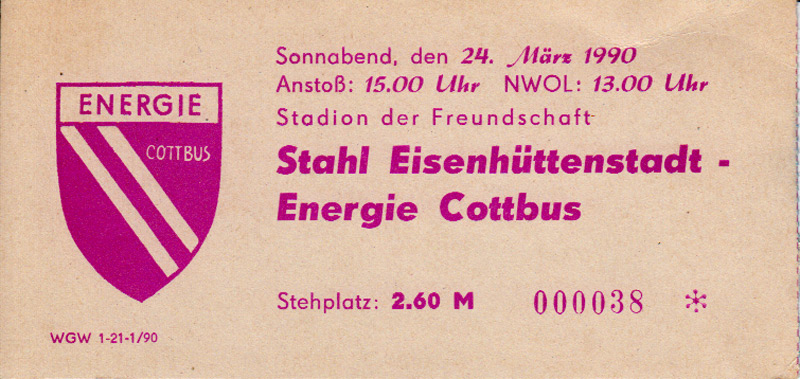 ENERGIE
COTTBUS
Sonnabend, den 24. März 1990
Anstoß: 15.00 Uhr NWOL: 13.00 Uhr
Stadion der Freundschaft
Stahl Eisenhüttenstadt -
Energie Cottbus
Stehplatz: 2.60 M 000038 *
WGW 1-21-1/90